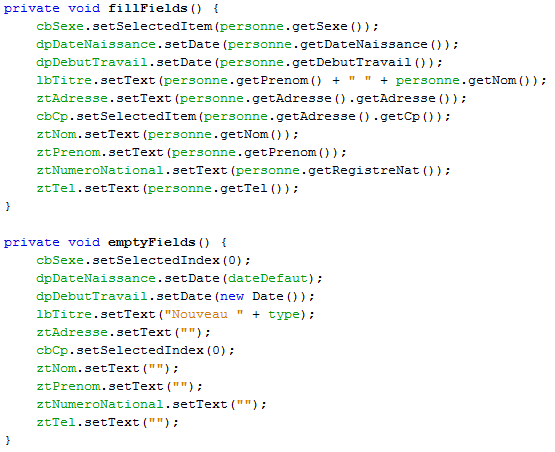 private void fillFields() {
    cbSexe.setSelectedItem(personne.getSexe());
    dpDateNaissance.setDate(personne.getDateNaissance());
    dpDebutTravail.setDate(personne.getDebutTravail());
    lbTitre.setText(personne.getPrenom() + " " + personne.getNom());
    ztAdresse.setText(personne.getAdresse().getAdresse());
    cbCp.setSelectedItem(personne.getAdresse().getCp());
    ztNom.setText(personne.getNom());
    ztPrenom.setText(personne.getPrenom());
    ztNumeroNational.setText(personne.getRegistreNat());
    ztTel.setText(personne.getTel());
}

private void emptyFields() {
    cbSexe.setSelectedIndex(0);
    dpDateNaissance.setDate(dateDefaut);
    dpDebutTravail.setDate(new Date());
    lbTitre.setText("Nouveau " + type);
    ztAdresse.setText("");
    cbCp.setSelectedIndex(0);
    ztNom.setText("");
    ztPrenom.setText("");
    ztNumeroNational.setText("");
    ztTel.setText("");
}